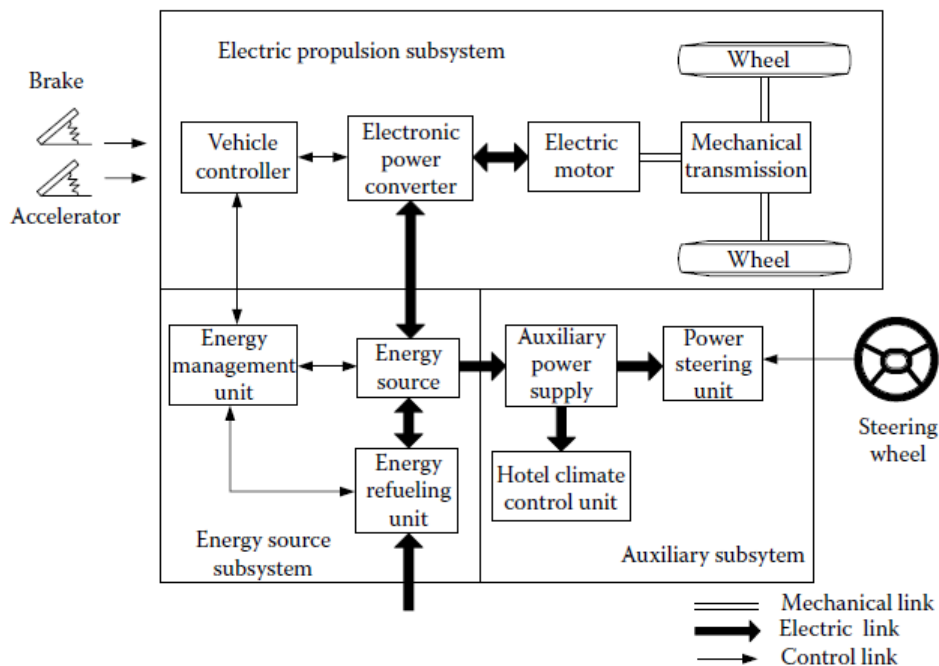 Electric propulsion subsystem
Wheel
Brake
Vehicle
controller
Electronic
power
converter
Electric
motor
Mechanical
transmission
Accelerator
Wheel
Energy
management
unit
Energy
source
Auxiliary
power
supply
Power
steering
unit
Steering
wheel
Energy
refueling
unit
Hotel climate
control unit
Energy source
subsystem
Auxiliary subsytem
Mechanical link
Electric link
Control link